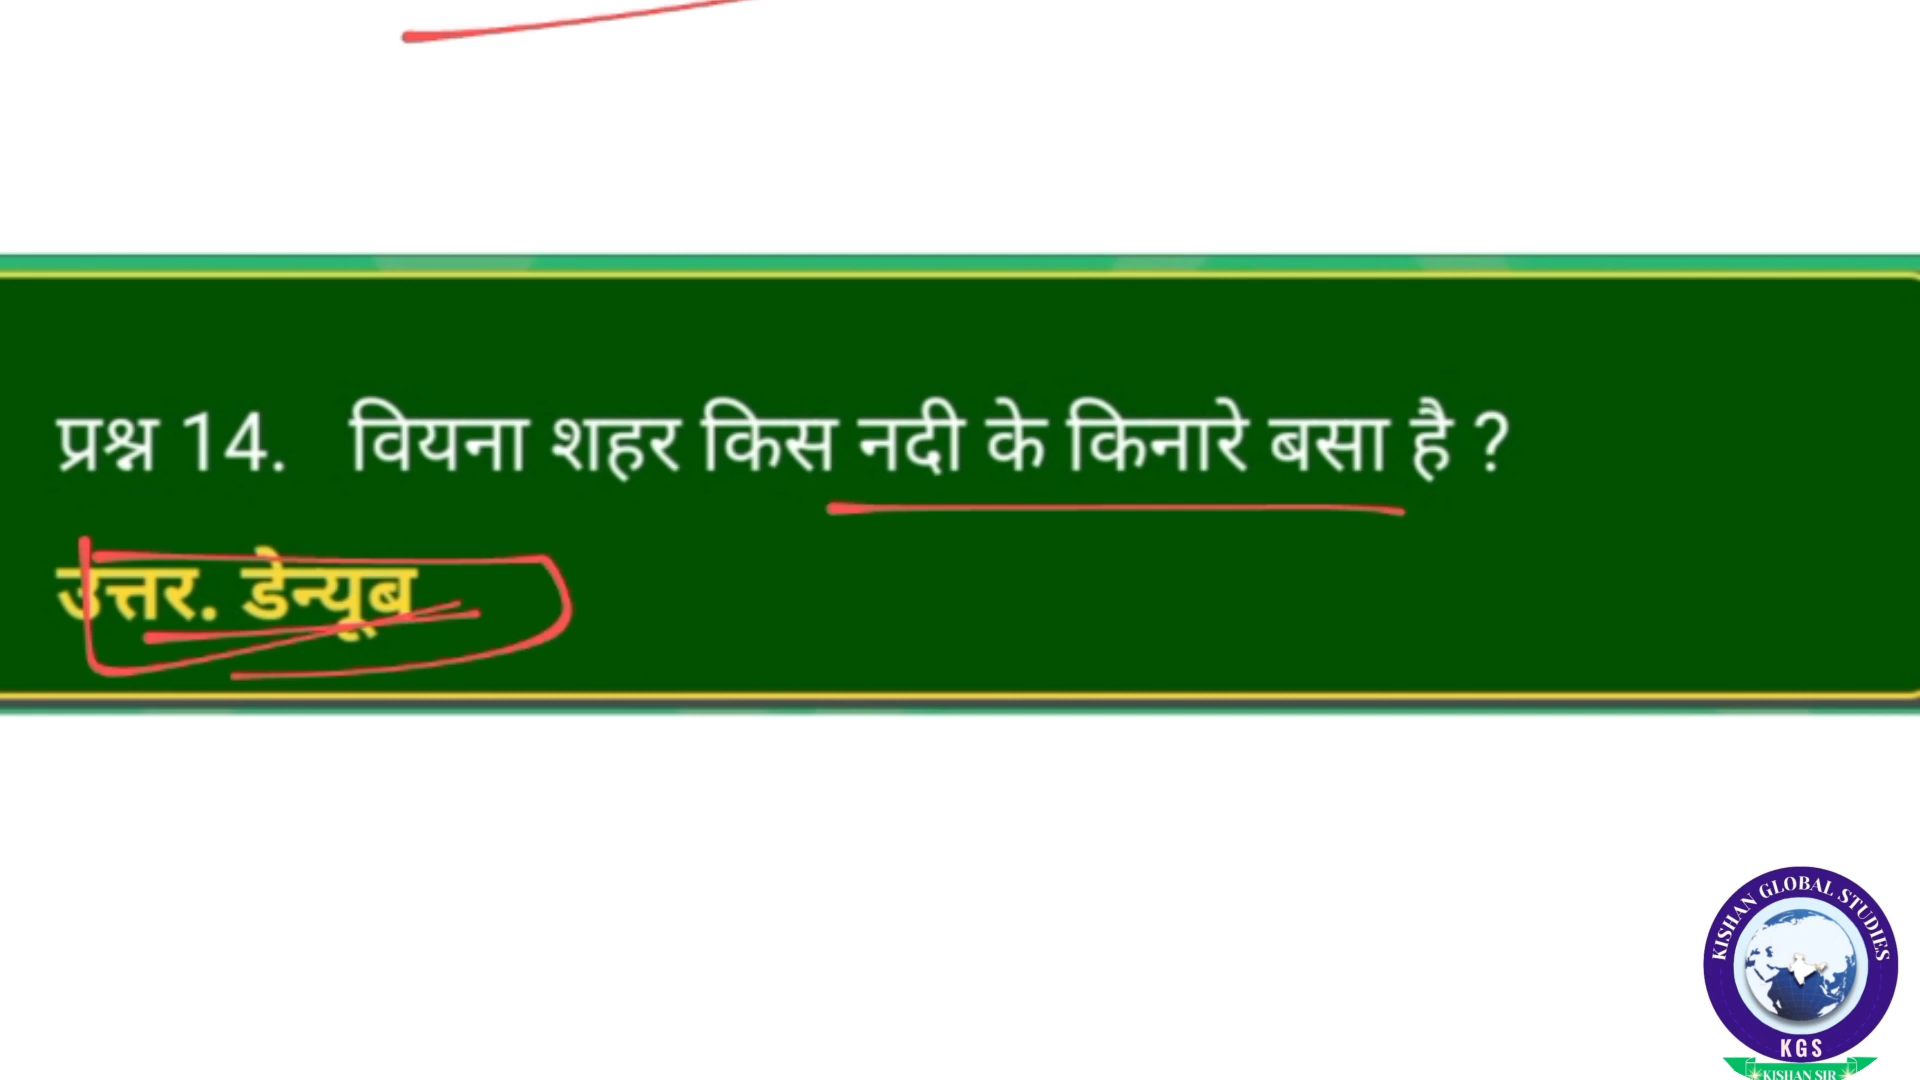 प्रश्न 14. वियना शहर किस नदी के किनारे बसा है ?
उत्तर. डेन्यूब
KISHAN GLOBAL STUDIES
KGS
KISHAN SIR